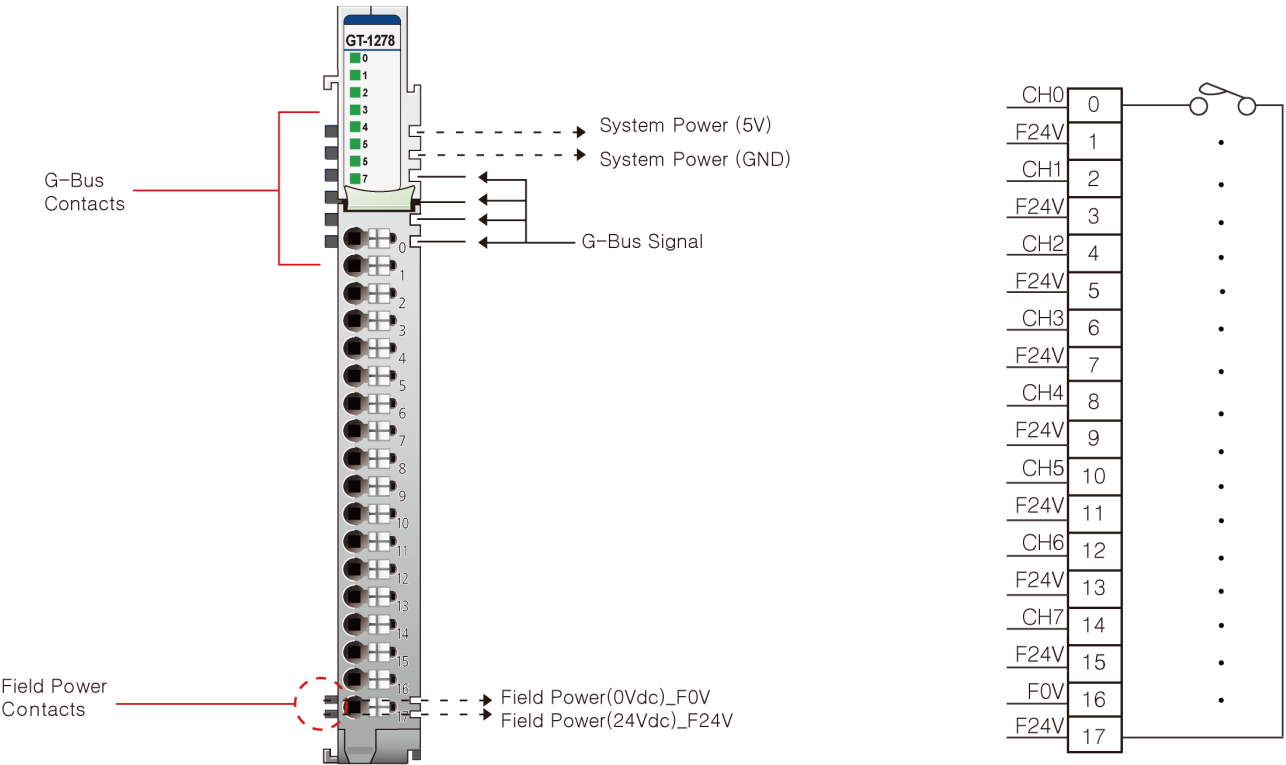 GT-1278
0
1
2
3
4
5
5
7
System Power (5V)
System Power (GND)
G-Bus
Contacts
G-Bus Signal
0
1
2
3
4
5
6
7
8
9
10
11
12
13
14
15
16
17
Field Power
Contacts
Field Power(0Vdc)_F0V
Field Power(24Vdc)_F24V
CH0 0
F24V 1
CH1 2
F24V 3
CH2 4
F24V 5
CH3 6
F24V 7
CH4 8
F24V 9
CH5 10
F24V 11
CH6 12
F24V 13
CH7 14
F24V 15
F0V 16
F24V 17